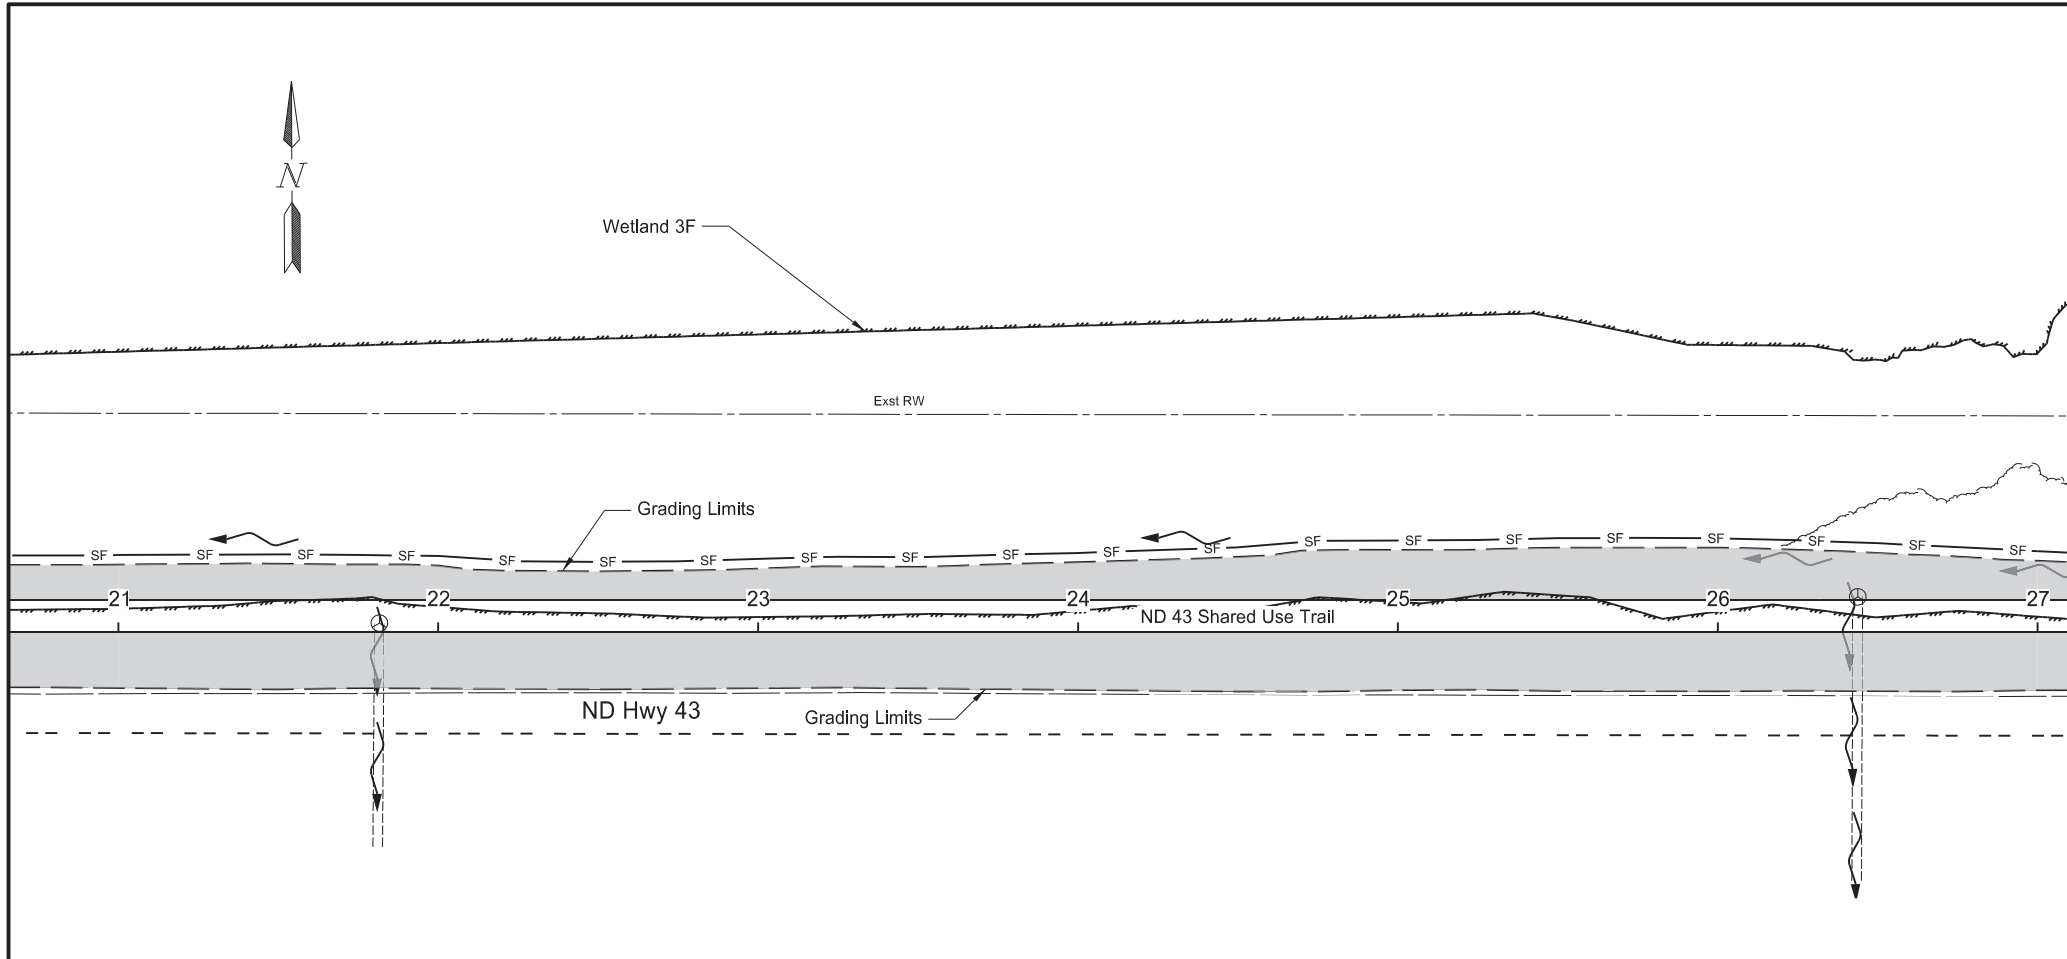 N
Wetland 3F
Exst RW
Grading Limits
SF SF SF SF SF SF SF SF SF SF SF SF SF SF SF SF SF SF SF SF
21 22 23 24 25 26 27
ND 43 Shared Use Trail
ND Hwy 43
Grading Limits